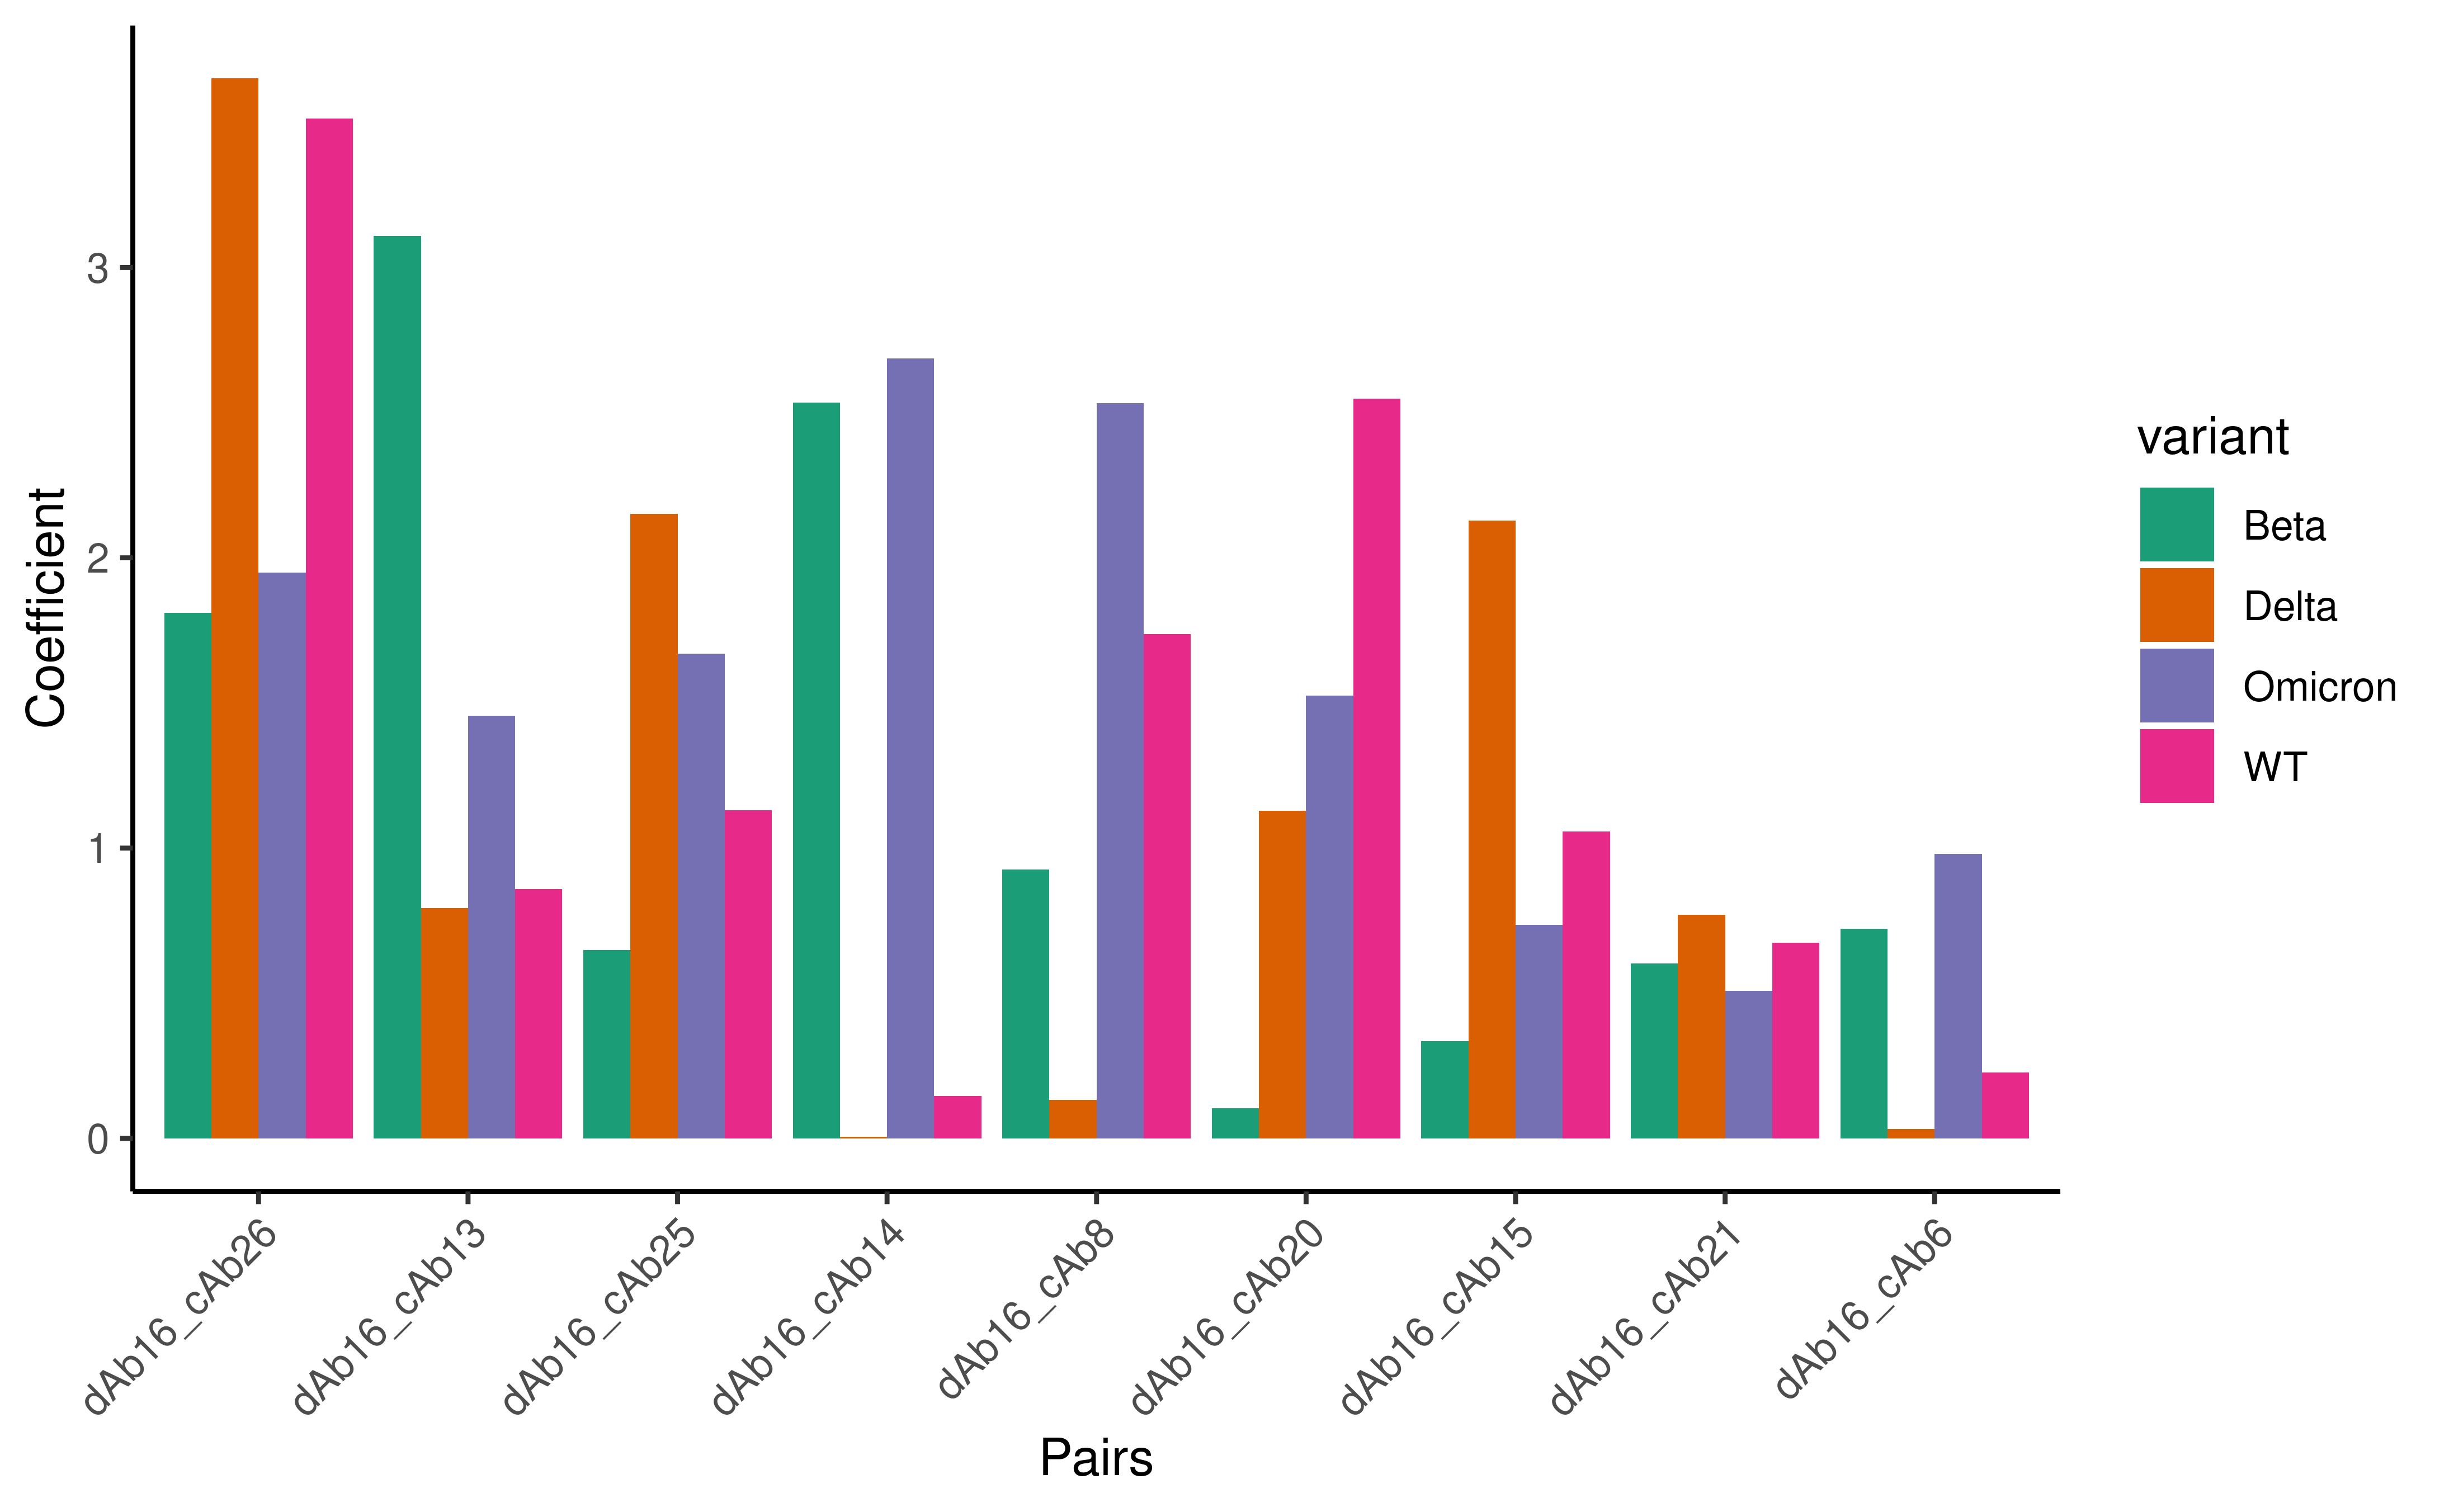 Coefficient
3
2
1
0
dAb16_cAb26
dAb16_cAb13
dAb16_cAb25
dAb16_cAb14
dAb16_cAb8
dAb16_cAb20
dAb16_cAb15
dAb16_cAb21
dAb16_cAb6
Pairs
variant
Beta
Delta
Omicron
WT